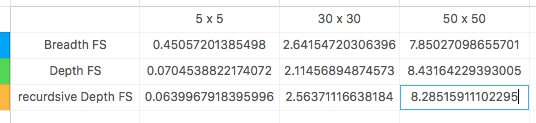 5 x 5 30 x 30 50 x 50
Breadth FS 0.45057201385498 2.64154720306396 7.85027098655701
Depth FS 0.0704538822174072 2.11456894874573 8.43164229393005
recurdsive Depth FS 0.0639967918395996 2.56371116638184 8.28515911102295